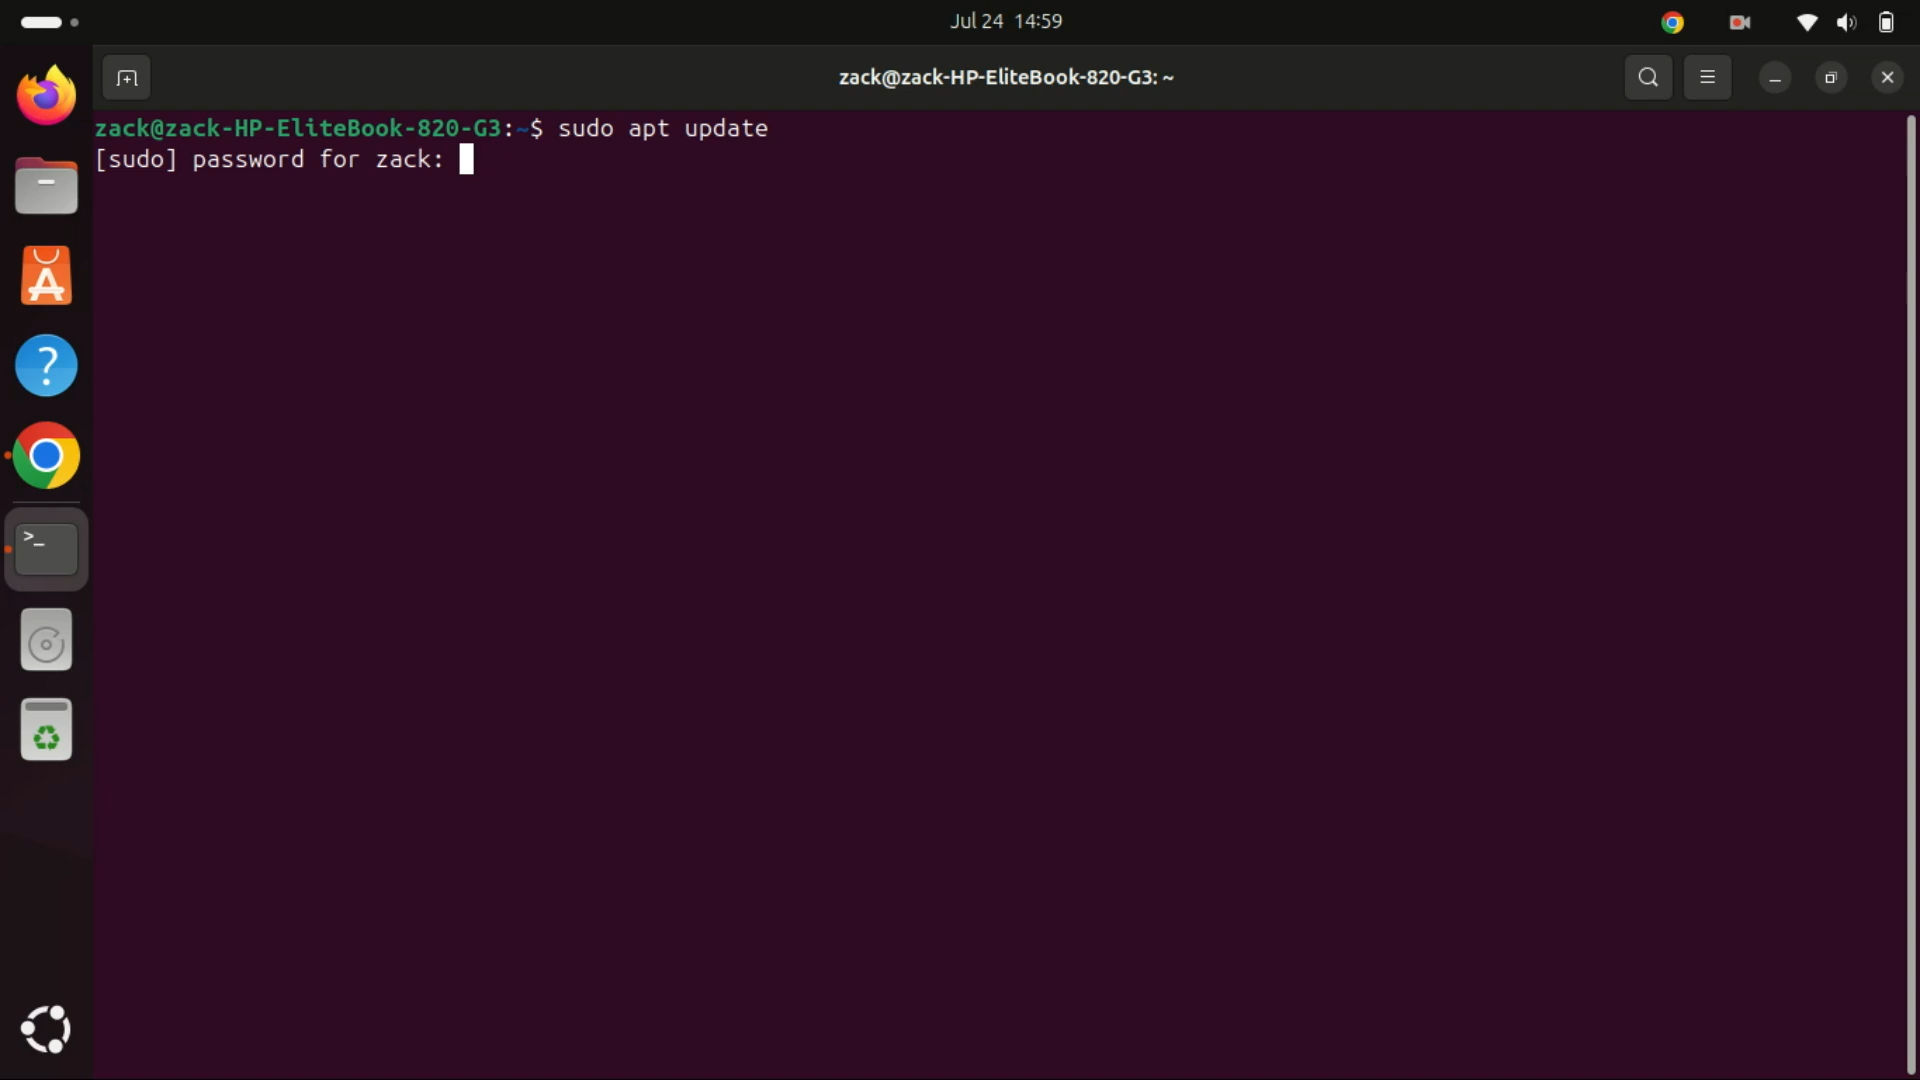 Jul 24 14:59
zack@zack-HP-EliteBook-820-G3: ~
zack@zack-HP-EliteBook-820-G3:~$ sudo apt update
[sudo] password for zack: